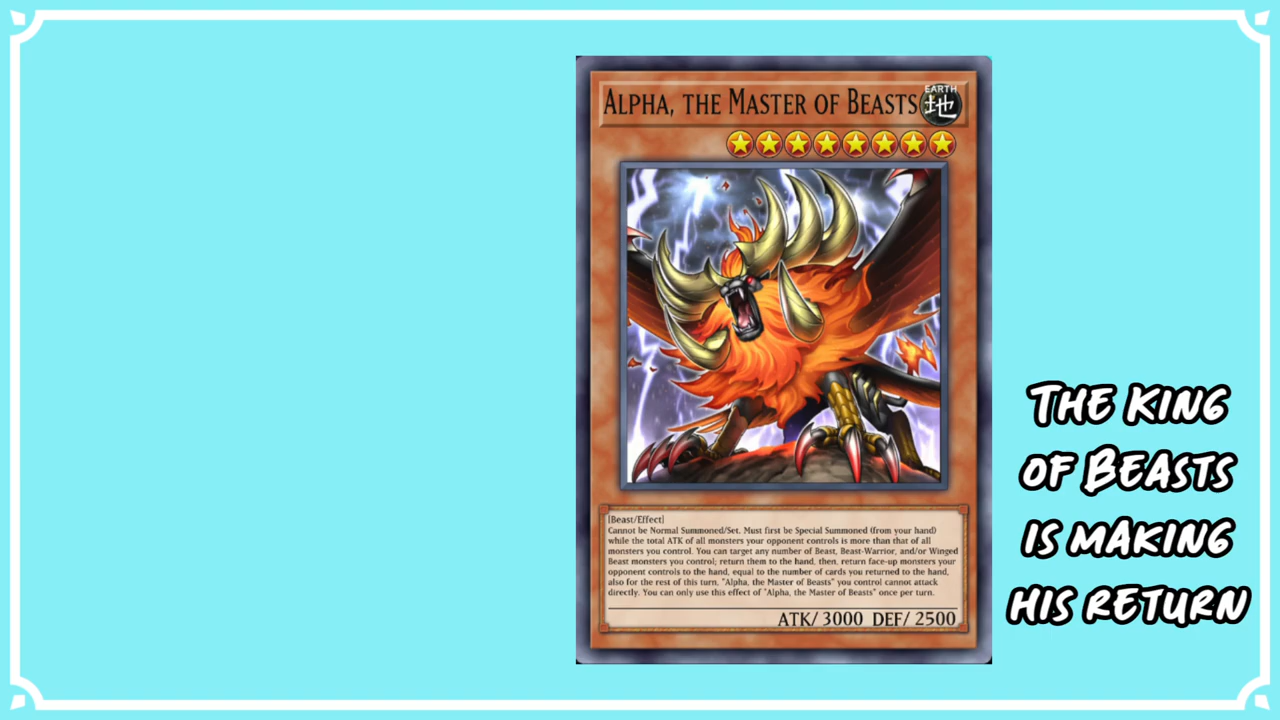 Alpha, the Master of Beasts
EARTH
地
[Beast/Effect]
Cannot be Normal Summoned/Set. Must first be Special Summoned (from your hand)
while the total ATK of all monsters your opponent controls is more than that of all
monsters you control. You can target any number of Beast, Beast-Warrior, and/or Winged
Beast monsters you control; return them to the hand, then, return face-up monsters your
opponent controls to the hand, equal to the number of cards you returned to the hand,
also for the rest of this turn, "Alpha, the Master of Beasts" you control cannot attack
directly. You can only use this effect of "Alpha, the Master of Beasts" once per turn.
ATK/ 3000 DEF/ 2500
The King
of Beasts
is making
his return